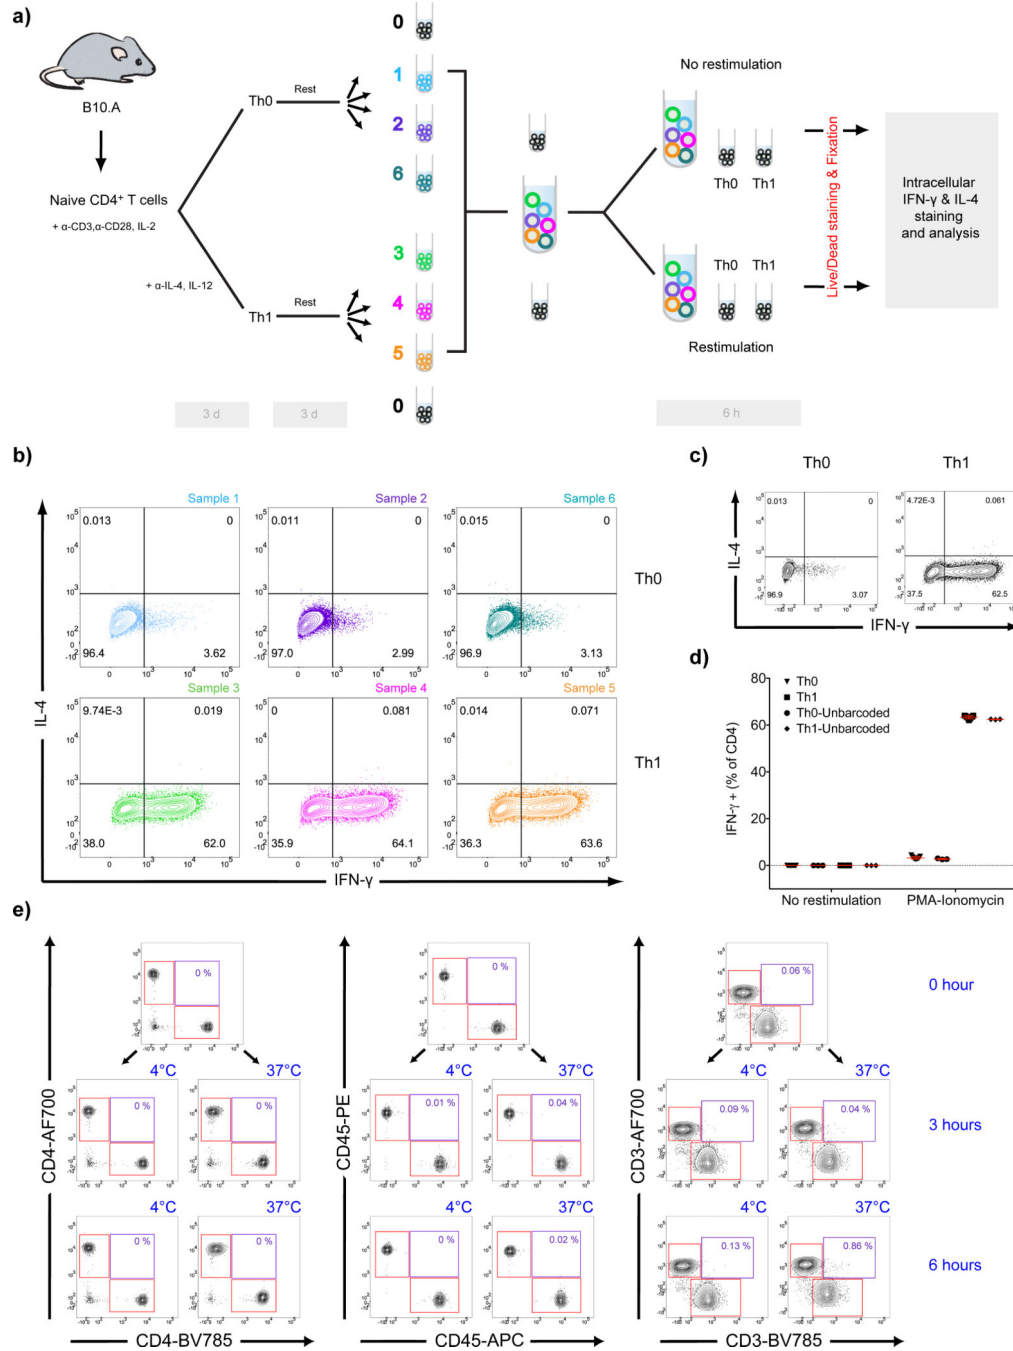 a)
B10.A
Naive CD4⁺ T cells
+ α-CD3,α-CD28, IL-2
+ α-IL-4, IL-12
Th0
Rest
Th1
Rest
0
1
2
6
3
4
5
0
No restimulation
Th0 Th1
Th0 Th1
Restimulation
Live/Dead staining & Fixation
Intracellular
IFN-γ & IL-4
staining
and analysis
3 d
3 d
6 h
b)
IL-4
Sample 1
0.013 0
96.4 3.62
Sample 2
0.011 0
97.0 2.99
Sample 6
0.015 0
96.9 3.13
Th0
Sample 3
9.74E-3 0.019
38.0 62.0
Sample 4
0 0.081
35.9 64.1
Sample 5
0.014 0.071
36.3 63.6
Th1
IFN-γ
c)
Th0 Th1
IL-4
0.013 0
96.9 3.07
4.72E-3 0.061
37.5 62.5
IFN-γ
d)
IFN-γ + (% of CD4)
80
60
40
20
0
Th0
Th1
Th0-Unbarcoded
Th1-Unbarcoded
No restimulation PMA-Ionomycin
e)
CD4-AF700
0 %
4°C 37°C
0 % 0 %
4°C 37°C
0 % 0 %
CD4-BV785
CD45-PE
0 %
4°C 37°C
0.01 % 0.04 %
4°C 37°C
0 % 0.02 %
CD45-APC
CD3-AF700
0.06 %
4°C 37°C
0.09 % 0.04 %
4°C 37°C
0.13 % 0.86 %
CD3-BV785
0 hour
3 hours
6 hours